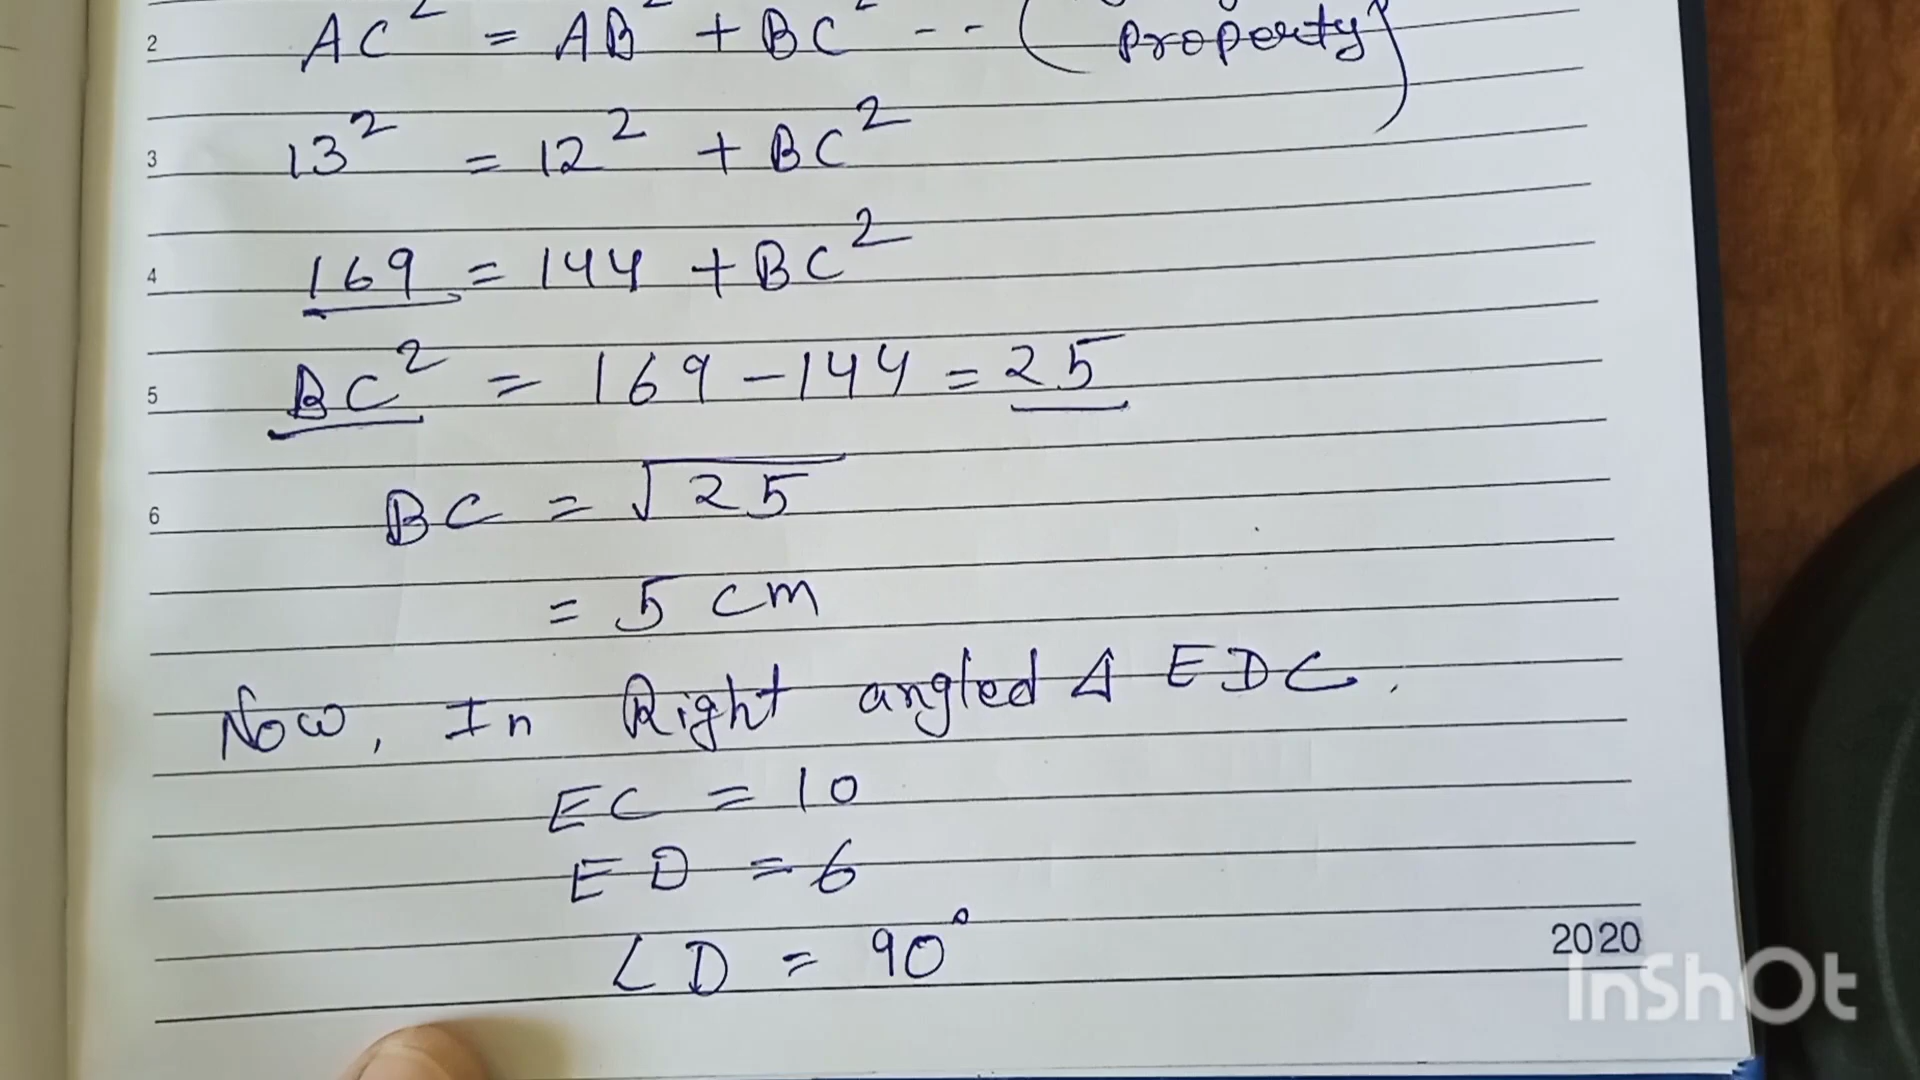 2 AC² = AB² + BC² -- (
Property)
3 13² = 12² + BC²
4 169 = 144 + BC²
5 BC² = 169 - 144 = 25
6 BC = √25
= 5 cm
Now, In Right angled Δ EDC.
EC = 10
ED = 6
∠D = 90°
2020
InShOt